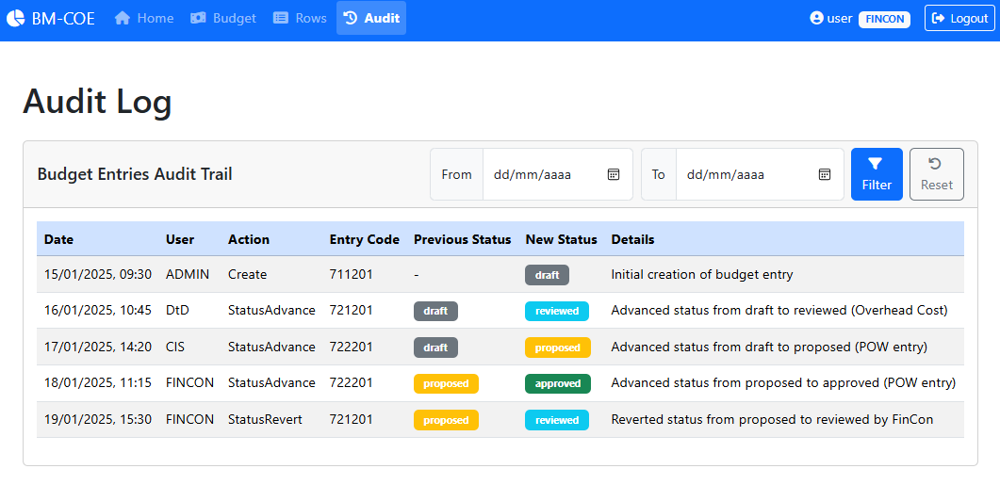 BM-COE Home Budget Rows Audit user FINCON Logout
Audit Log
Budget Entries Audit Trail From dd/mm/aaaa To dd/mm/aaaa Filter Reset
Date User Action Entry Code Previous Status New Status Details
15/01/2025, 09:30 ADMIN Create 711201 - draft Initial creation of budget entry
16/01/2025, 10:45 DtD StatusAdvance 721201 draft reviewed Advanced status from draft to reviewed (Overhead Cost)
17/01/2025, 14:20 CIS StatusAdvance 722201 draft proposed Advanced status from draft to proposed (POW entry)
18/01/2025, 11:15 FINCON StatusAdvance 722201 proposed approved Advanced status from proposed to approved (POW entry)
19/01/2025, 15:30 FINCON StatusRevert 721201 proposed reviewed Reverted status from proposed to reviewed by FinCon